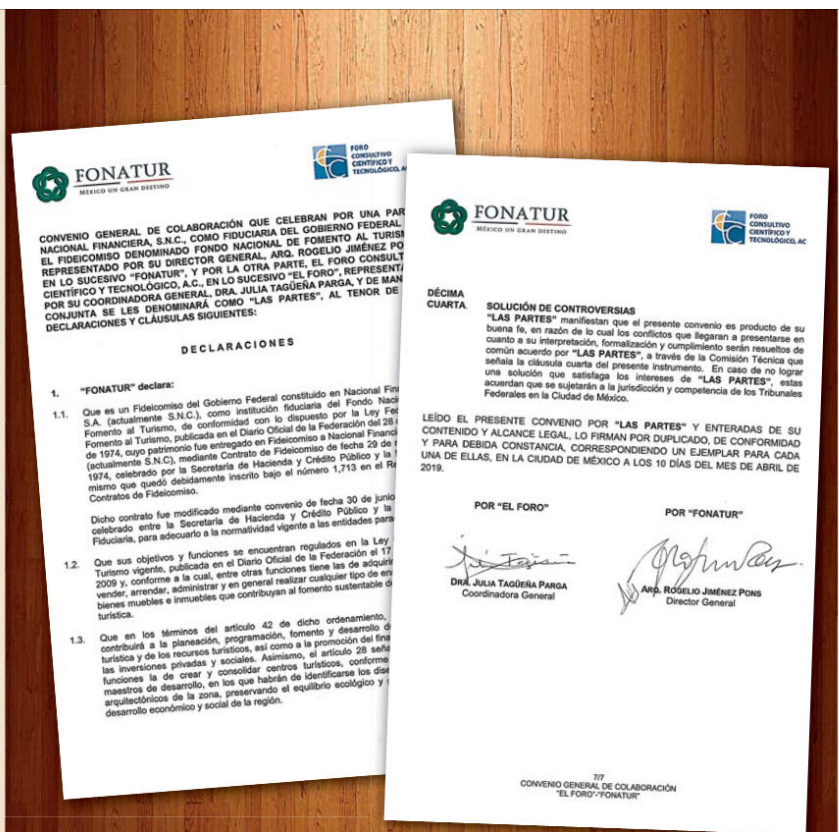 FONATUR
MÉXICO UN GRAN DESTINO
FORO
CONSULTIVO
CIENTÍFICO Y
TECNOLÓGICO, AC
CONVENIO GENERAL DE COLABORACIÓN QUE CELEBRAN POR UNA PAR
NACIONAL FINANCIERA, S.N.C., COMO FIDUCIARIA DEL GOBIERNO FEDERAL
EL FIDEICOMISO DENOMINADO FONDO NACIONAL DE FOMENTO AL TURISM
REPRESENTADO POR SU DIRECTOR GENERAL, ARQ. ROGELIO JIMÉNEZ PO
EN LO SUCESIVO "FONATUR", Y POR LA OTRA PARTE, EL FORO CONSULT
CIENTÍFICO Y TECNOLÓGICO, A.C., EN LO SUCESIVO "EL FORO", REPRESENTA
POR SU COORDINADORA GENERAL, DRA. JULIA TAGÜEÑA PARGA, Y DE MAN
CONJUNTA SE LES DENOMINARÁ COMO "LAS PARTES", AL TENOR DE
DECLARACIONES Y CLÁUSULAS SIGUIENTES:
DECLARACIONES
1. "FONATUR" declara:
1.1. Que es un Fideicomiso del Gobierno Federal constituido en Nacional Fina
S.A. (actualmente S.N.C.), como institución fiduciaria del Fondo Nacio
Fomento al Turismo, de conformidad con lo dispuesto por la Ley Fed
Fomento al Turismo, publicada en el Diario Oficial de la Federación del 28
de 1974, cuyo patrimonio fue entregado en Fideicomiso a Nacional Financi
(actualmente S.N.C), mediante Contrato de Fideicomiso de fecha 29 de
1974, celebrado por la Secretaría de Hacienda y Crédito Público y la
mismo que quedó debidamente inscrito bajo el número 1,713 en el Re
Contratos de Fideicomiso.
Dicho contrato fue modificado mediante convenio de fecha 30 de junio
celebrado entre la Secretaría de Hacienda y Crédito Público y la
Fiduciaria, para adecuarlo a la normatividad vigente a las entidades para
1.2. Que sus objetivos y funciones se encuentran regulados en la Ley
Turismo vigente, publicada en el Diario Oficial de la Federación el 17
2009 y, conforme a la cual, entre otras funciones tiene las de adquirir
vender, arrendar, administrar y en general realizar cualquier tipo de en
bienes muebles e inmuebles que contribuyan al fomento sustentable d
turística.
1.3. Que en los términos del artículo 42 de dicho ordenamiento,
contribuirá a la planeación, programación, fomento y desarrollo d
turística y de los recursos turísticos, así como a la promoción del fina
las inversiones privadas y sociales. Asimismo, el artículo 28 seña
funciones la de crear y consolidar centros turísticos, conforme
maestros de desarrollo, en los que habrán de identificarse los dise
arquitectónicos de la zona, preservando el equilibrio ecológico y
desarrollo económico y social de la región.
FONATUR
MÉXICO UN GRAN DESTINO
FORO
CONSULTIVO
CIENTÍFICO Y
TECNOLÓGICO, AC
DÉCIMA
CUARTA. SOLUCIÓN DE CONTROVERSIAS
"LAS PARTES" manifiestan que el presente convenio es producto de su
buena fe, en razón de lo cual los conflictos que llegaran a presentarse en
cuanto a su interpretación, formalización y cumplimiento serán resueltos de
común acuerdo por "LAS PARTES", a través de la Comisión Técnica que
señala la cláusula cuarta del presente instrumento. En caso de no lograr
una solución que satisfaga los intereses de "LAS PARTES", estas
acuerdan que se sujetarán a la jurisdicción y competencia de los Tribunales
Federales en la Ciudad de México.
LEÍDO EL PRESENTE CONVENIO POR "LAS PARTES" Y ENTERADAS DE SU
CONTENIDO Y ALCANCE LEGAL, LO FIRMAN POR DUPLICADO, DE CONFORMIDAD
Y PARA DEBIDA CONSTANCIA, CORRESPONDIENDO UN EJEMPLAR PARA CADA
UNA DE ELLAS, EN LA CIUDAD DE MÉXICO A LOS 10 DÍAS DEL MES DE ABRIL DE
2019.
POR "EL FORO"
POR "FONATUR"
DRA. JULIA TAGÜEÑA PARGA
Coordinadora General
ARQ. ROGELIO JIMÉNEZ PONS
Director General
7/7
CONVENIO GENERAL DE COLABORACIÓN
"EL FORO"-"FONATUR"